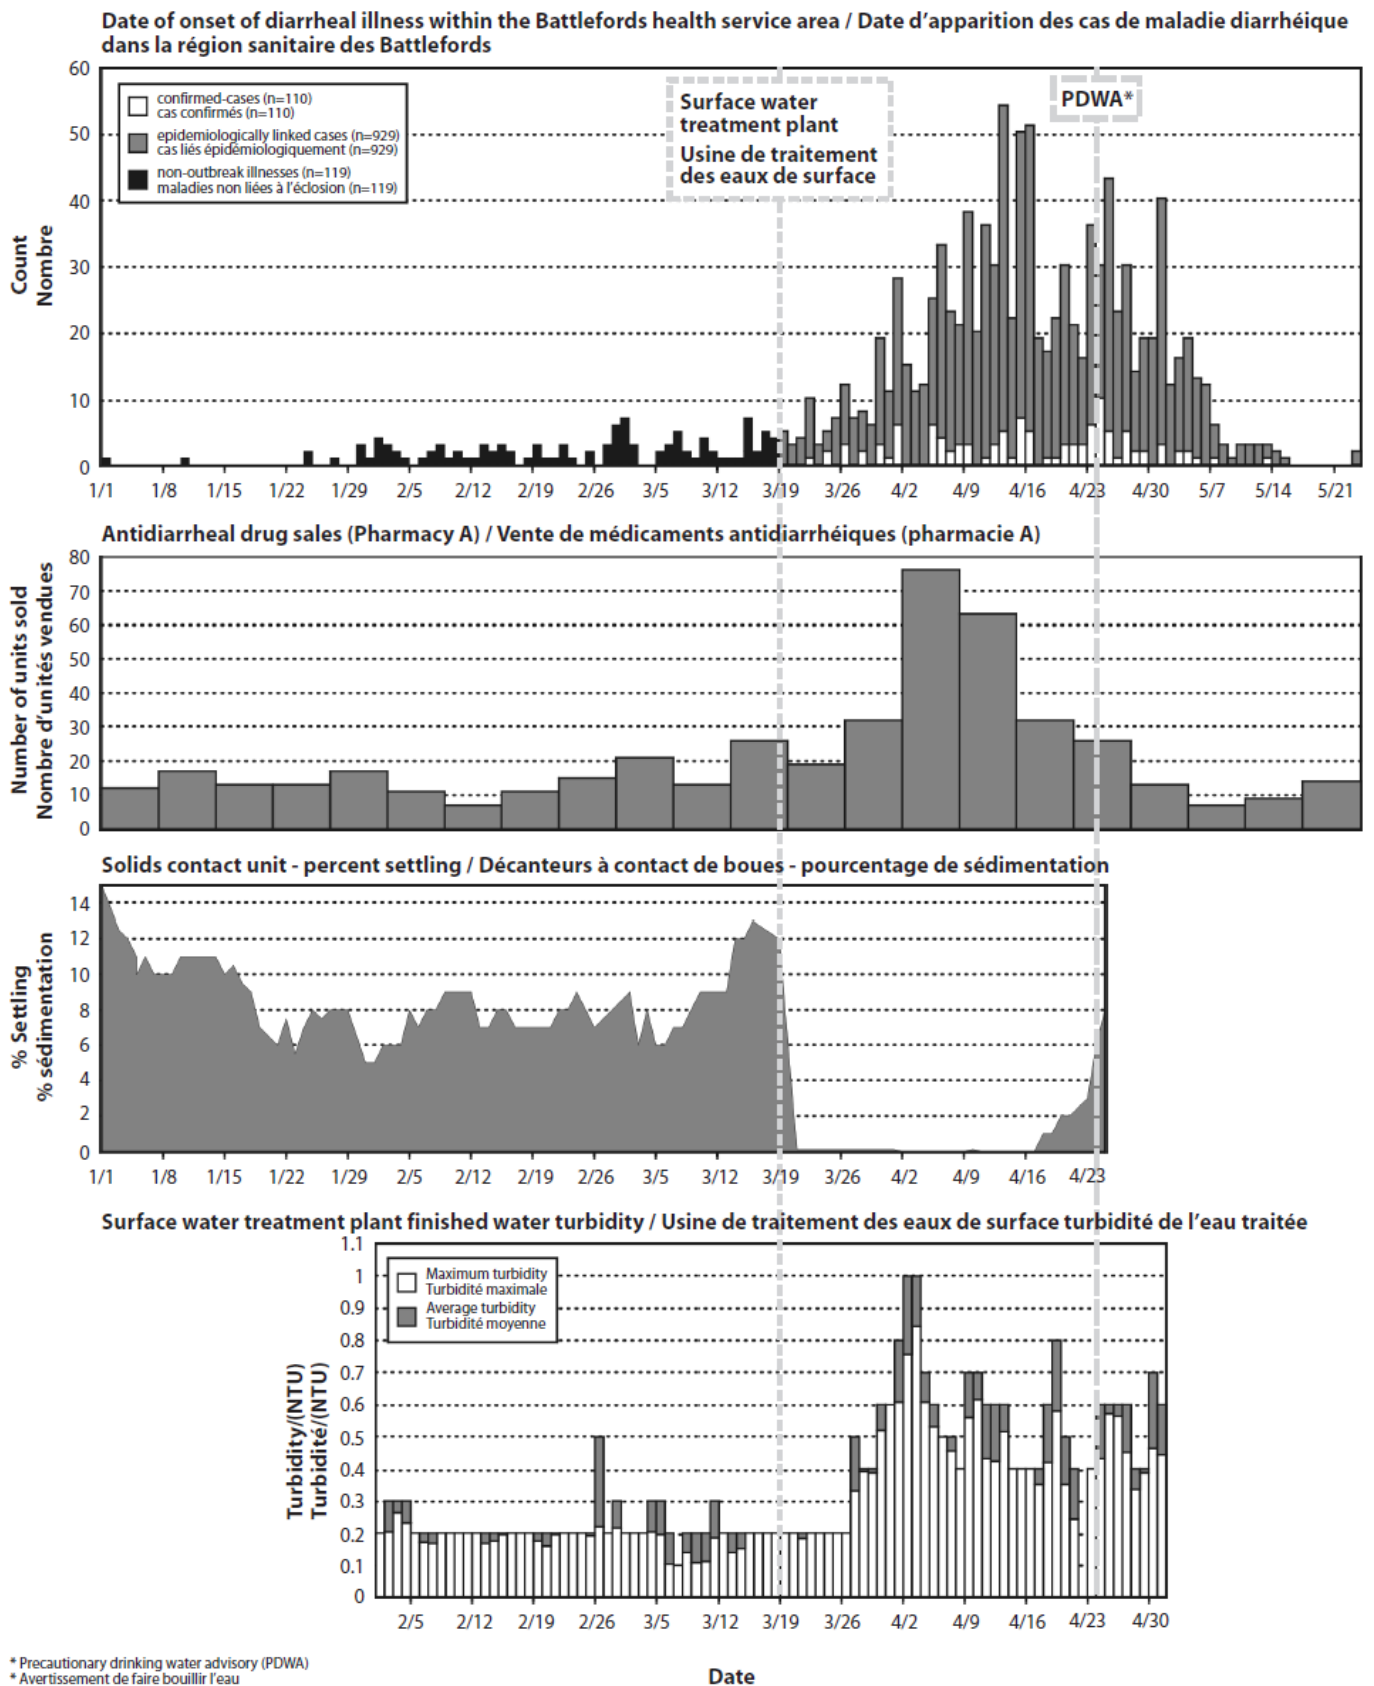 Date of onset of diarrheal illness within the Battlefords health service area / Date d'apparition des cas de maladie diarrhéique
dans la région sanitaire des Battlefords
60
50
40
30
20
10
0
Count
Nombre
confirmed-cases (n=110)
cas confirmés (n=110)
epidemiologically linked cases (n=929)
cas liés épidémiologiquement (n=929)
non-outbreak illnesses (n=119)
maladies non liées à l'éclosion (n=119)
Surface water
treatment plant
Usine de traitement
des eaux de surface
PDWA*
1/1 1/8 1/15 1/22 1/29 2/5 2/12 2/19 2/26 3/5 3/12 3/19 3/26 4/2 4/9 4/16 4/23 4/30 5/7 5/14 5/21
Antidiarrheal drug sales (Pharmacy A) / Vente de médicaments antidiarrhéiques (pharmacie A)
80
70
60
50
40
30
20
10
0
Number of units sold
Nombre d'unités vendues
Solids contact unit - percent settling / Décanteurs à contact de boues - pourcentage de sédimentation
14
12
10
8
6
4
2
0
% Settling
% sédimentation
1/1 1/8 1/15 1/22 1/29 2/5 2/12 2/19 2/26 3/5 3/12 3/19 3/26 4/2 4/9 4/16 4/23
Surface water treatment plant finished water turbidity / Usine de traitement des eaux de surface turbidité de l'eau traitée
1.1
1
0.9
0.8
0.7
0.6
0.5
0.4
0.3
0.2
0.1
0
Turbidity/(NTU)
Turbidité/(NTU)
Maximum turbidity
Turbidité maximale
Average turbidity
Turbidité moyenne
2/5 2/12 2/19 2/26 3/5 3/12 3/19 3/26 4/2 4/9 4/16 4/23 4/30
* Precautionary drinking water advisory (PDWA)
* Avertissement de faire bouillir l'eau
Date